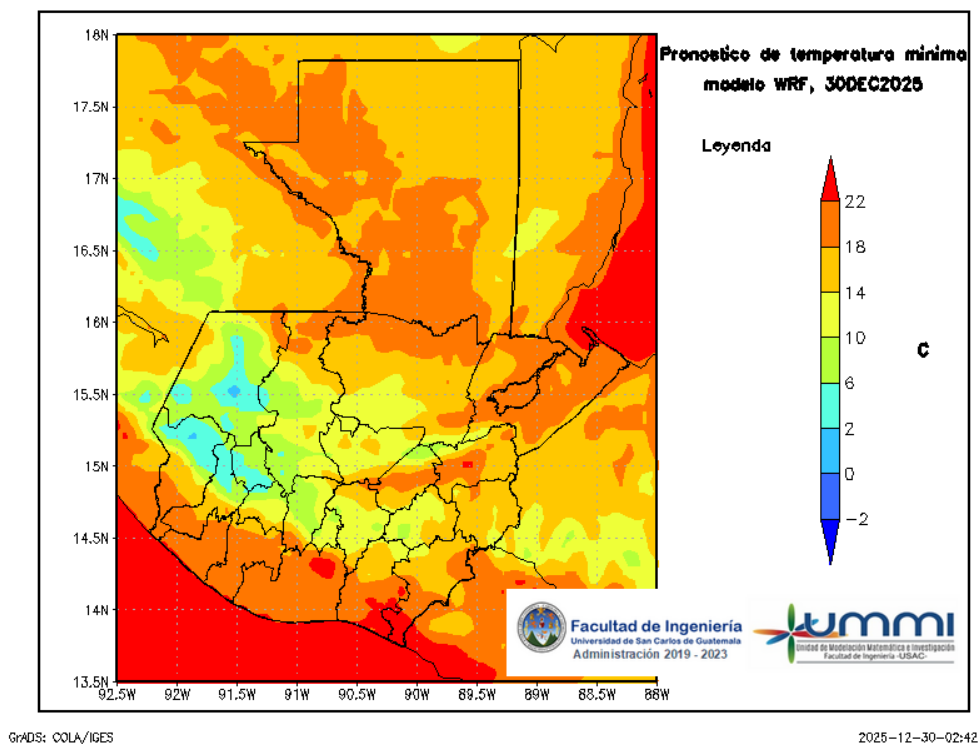 Pronostico de temperatura minima
modelo WRF, 30DEC2025
18N
17.5N
17N
16.5N
16N
15.5N
15N
14.5N
14N
13.5N
92.5W 92W 91.5W 91W 90.5W 90W 89.5W 89W 88.5W 88W
Leyenda
22
18
14
10
6
2
0
-2
C
Facultad de Ingeniería
Universidad de San Carlos de Guatemala
Administración 2019 - 2023
ummi
Unidad de Modelación Matemática e Investigación
Facultad de Ingeniería -USAC-
GrADS: COLA/IGES
2025-12-30-02:42